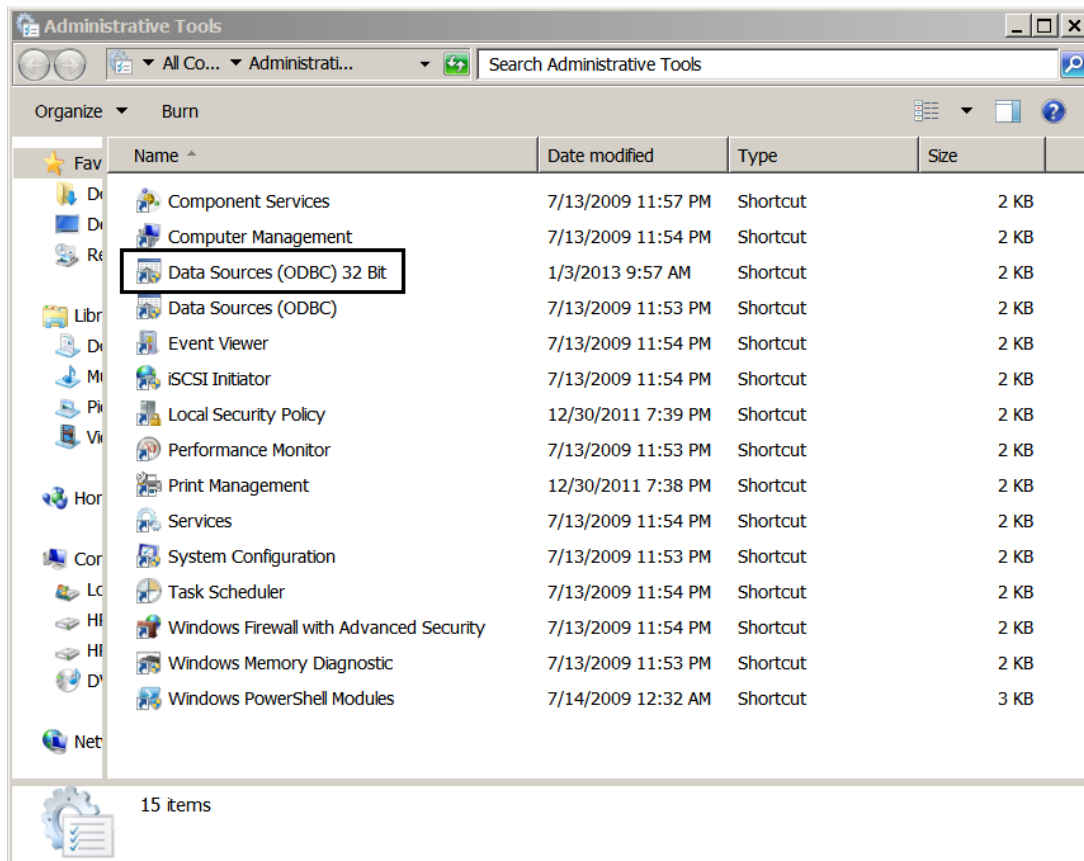 Administrative Tools
All Co... Administrati... Search Administrative Tools
Organize Burn
Name Date modified Type Size
Fav
Component Services 7/13/2009 11:57 PM Shortcut 2 KB
Computer Management 7/13/2009 11:54 PM Shortcut 2 KB
Data Sources (ODBC) 32 Bit 1/3/2013 9:57 AM Shortcut 2 KB
Data Sources (ODBC) 7/13/2009 11:53 PM Shortcut 2 KB
Libr
Event Viewer 7/13/2009 11:54 PM Shortcut 2 KB
iSCSI Initiator 7/13/2009 11:54 PM Shortcut 2 KB
Local Security Policy 12/30/2011 7:39 PM Shortcut 2 KB
Performance Monitor 7/13/2009 11:53 PM Shortcut 2 KB
Print Management 12/30/2011 7:38 PM Shortcut 2 KB
Services 7/13/2009 11:54 PM Shortcut 2 KB
System Configuration 7/13/2009 11:53 PM Shortcut 2 KB
Task Scheduler 7/13/2009 11:54 PM Shortcut 2 KB
Windows Firewall with Advanced Security 7/13/2009 11:54 PM Shortcut 2 KB
Windows Memory Diagnostic 7/13/2009 11:53 PM Shortcut 2 KB
Windows PowerShell Modules 7/14/2009 12:32 AM Shortcut 3 KB
15 items